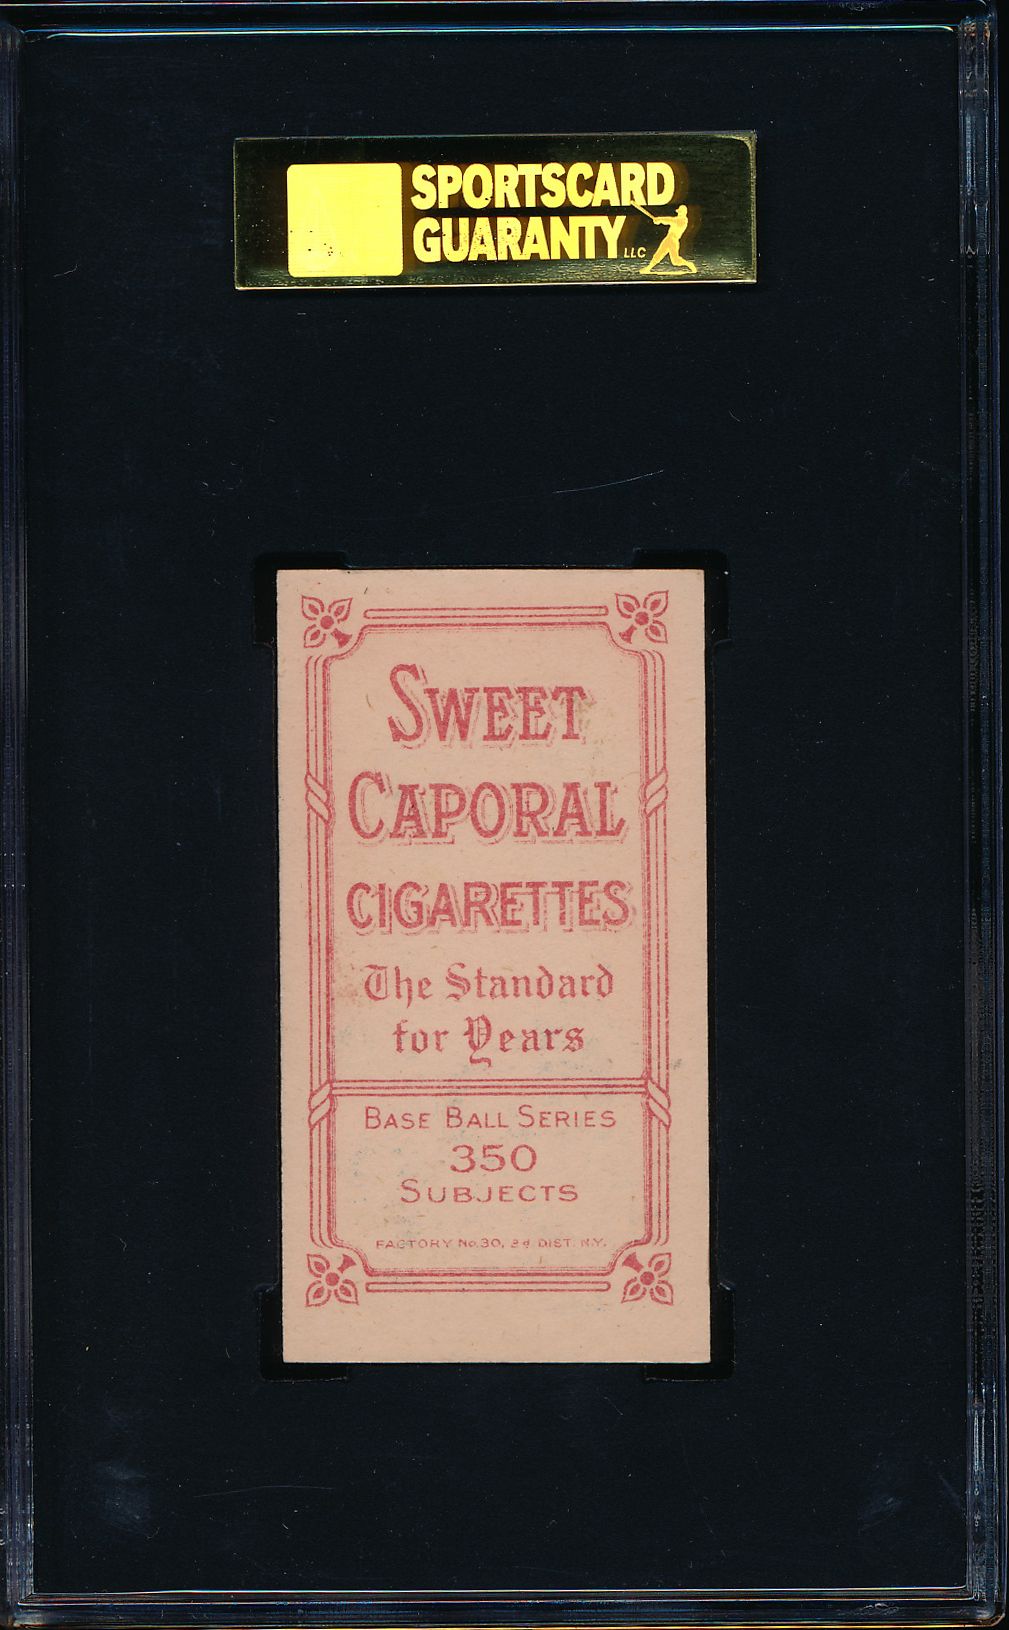 SPORTSCARD
GUARANTY LLC
SWEET
CAPORAL
CIGARETTES
The Standard
for Years
BASE BALL SERIES
350
SUBJECTS
FACTORY No. 30, 2d DIST. N.Y.